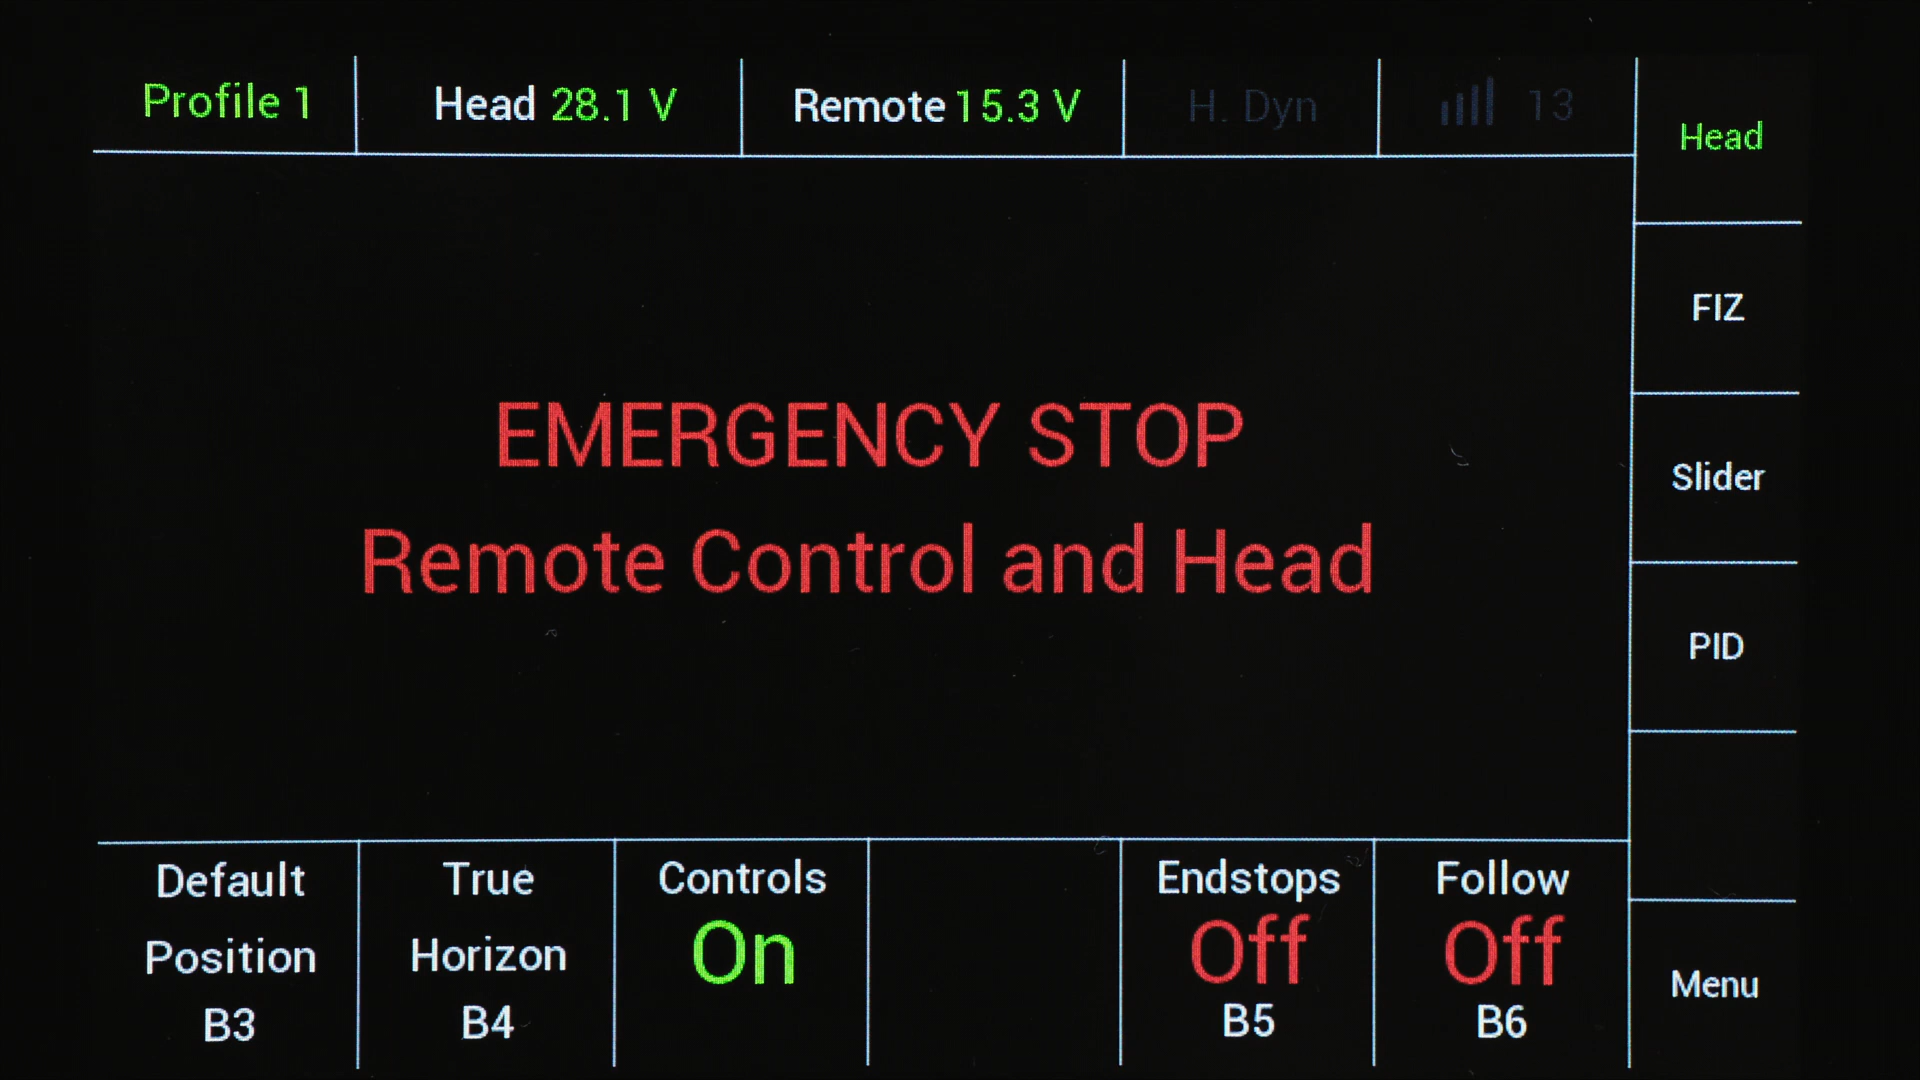 Profile 1
Head 28.1 V
Remote 15.3 V
H. Dyn
13
Head
FIZ
Slider
PID
Menu
EMERGENCY STOP
Remote Control and Head
Default
Position
B3
True
Horizon
B4
Controls
On
Endstops
Off
B5
Follow
Off
B6